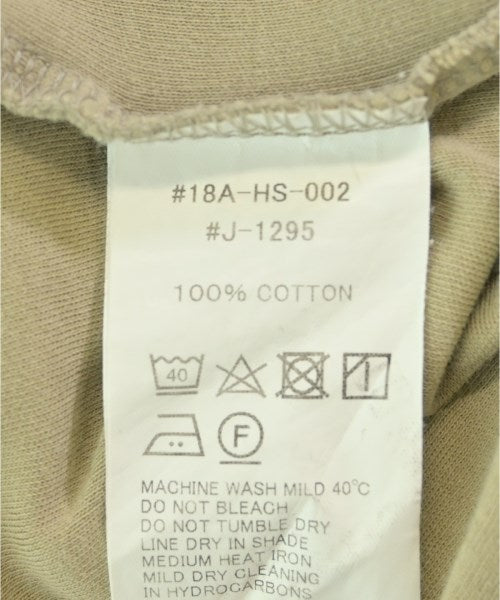 #18A-HS-002
#J-1295
100% COTTON
40
F
MACHINE WASH MILD 40℃
DO NOT BLEACH
DO NOT TUMBLE DRY
LINE DRY IN SHADE
MEDIUM HEAT IRON
MILD DRY CLEANING
IN HYDROCARBONS